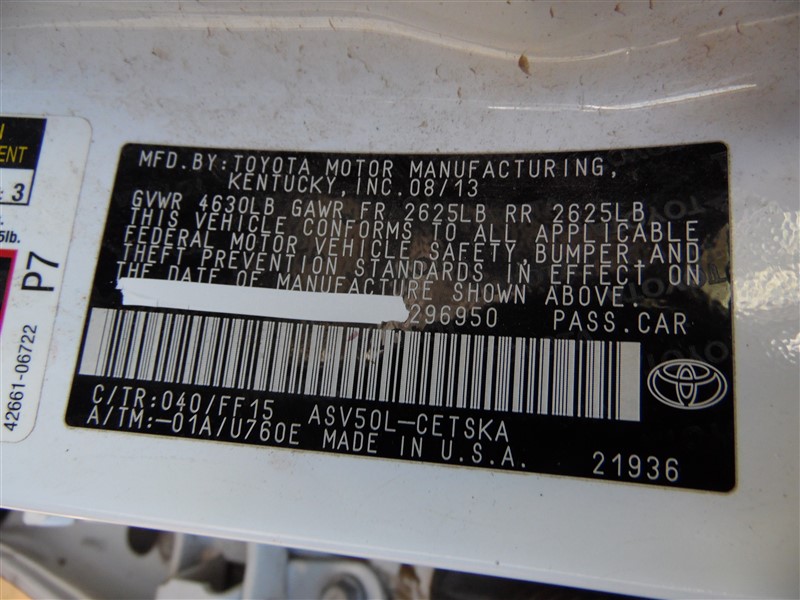 N
ENT
: 3
5lb.
P7
42661-06722
MFD.BY:TOYOTA MOTOR MANUFACTURING,
KENTUCKY,INC.08/13
GVWR 4630LB GAWR FR 2625LB RR 2625LB
THIS VEHICLE CONFORMS TO ALL APPLICABLE
FEDERAL MOTOR VEHICLE SAFETY,BUMPER,AND
THEFT PREVENTION STANDARDS IN EFFECT ON
THE DATE OF MANUFACTURE SHOWN ABOVE.
296950 PASS.CAR
C/TR:040/FF15 ASV50L-CETSKA
A/TM:-01A/U760E MADE IN U.S.A.
21936